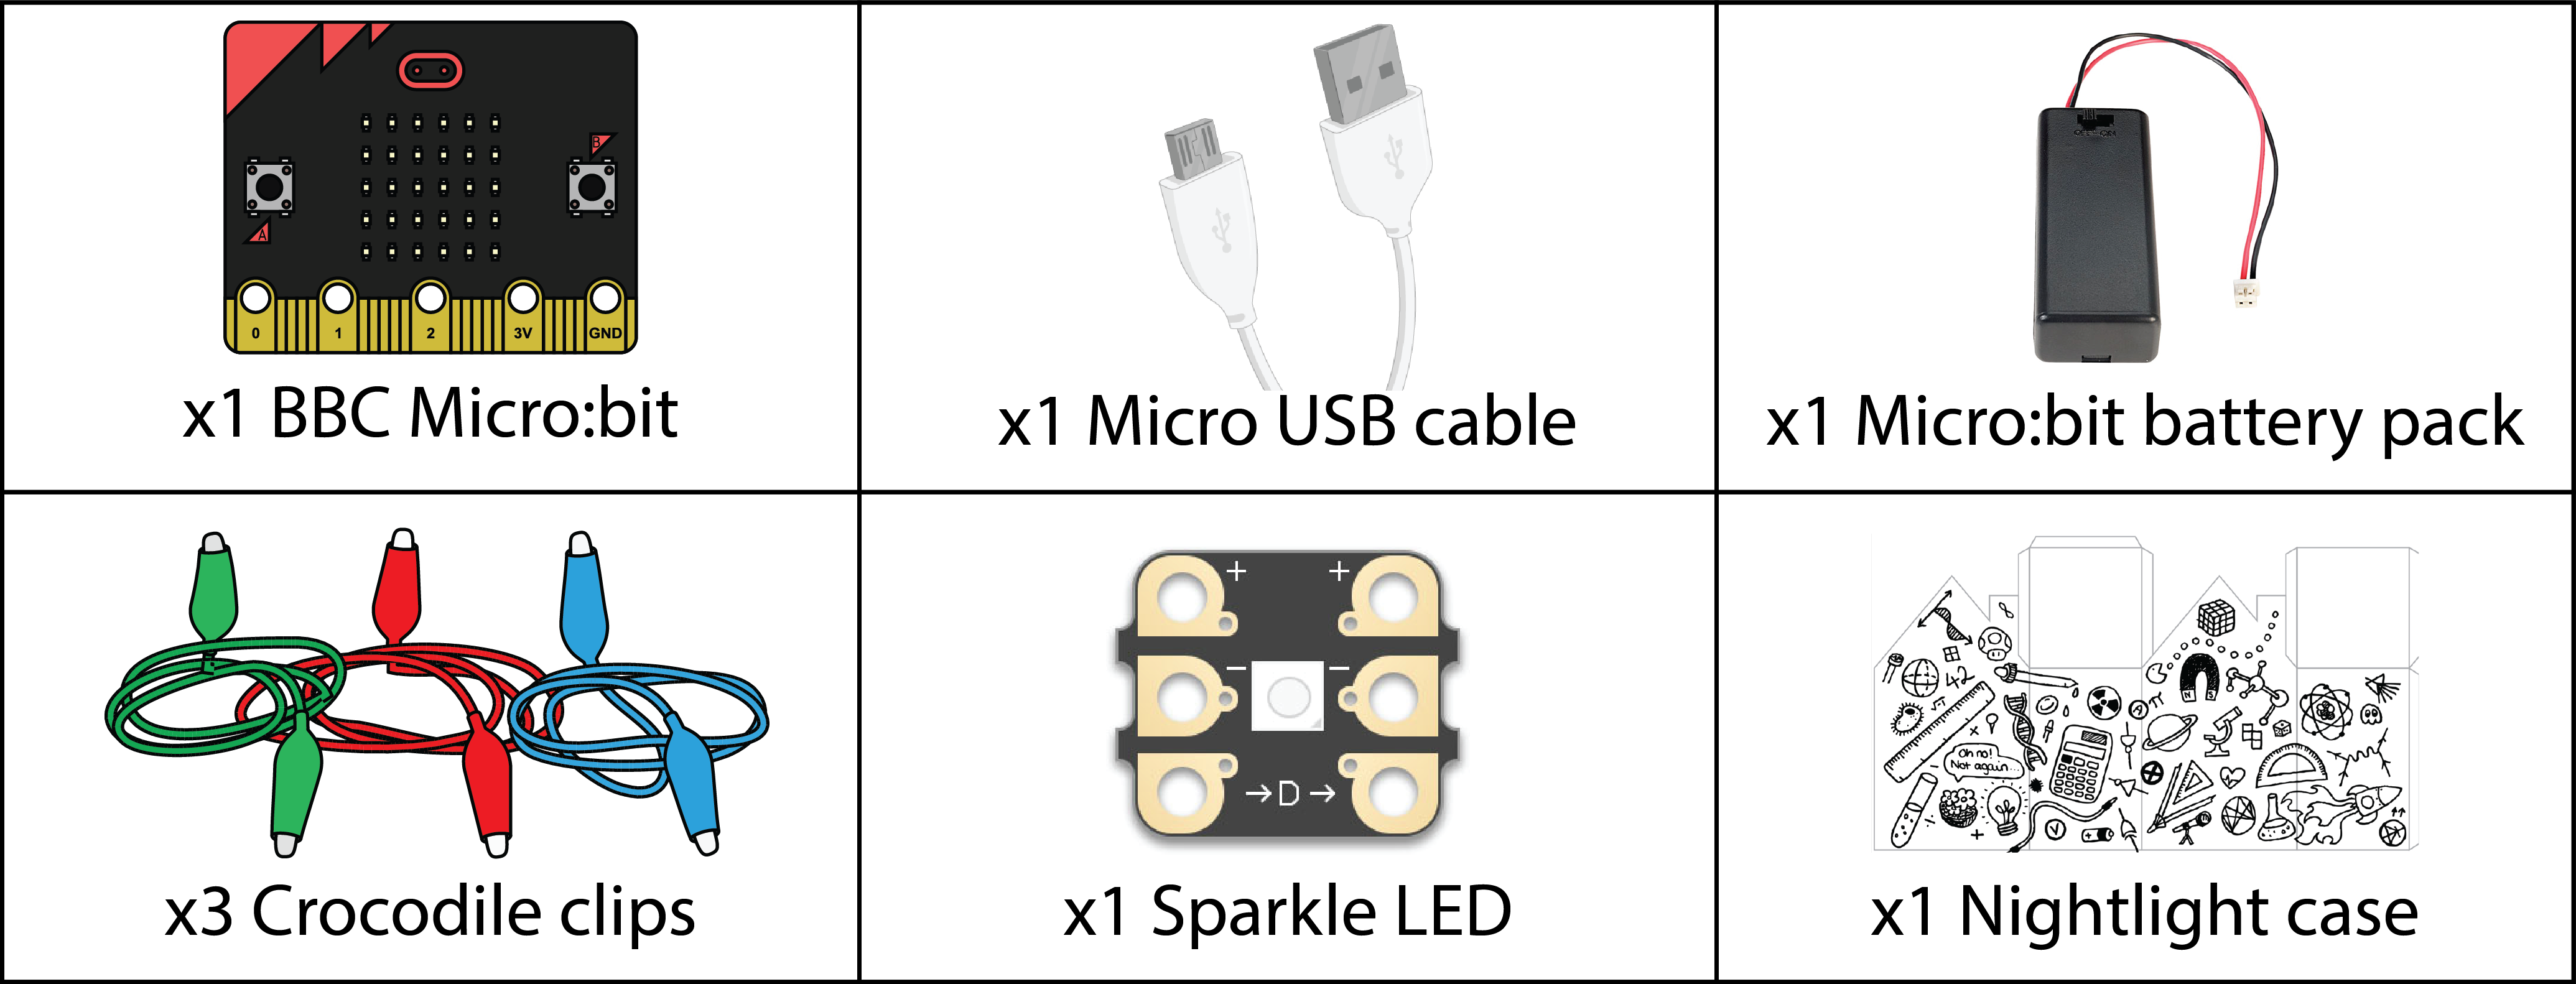 B
A
0 1 2 3V GND
x1 BBC Micro:bit
x1 Micro USB cable
OFF ON
x1 Micro:bit battery pack
x3 Crocodile clips
+ +
− −
→D→
x1 Sparkle LED
42
Oh no!
Not again...
N S
x1 Nightlight case